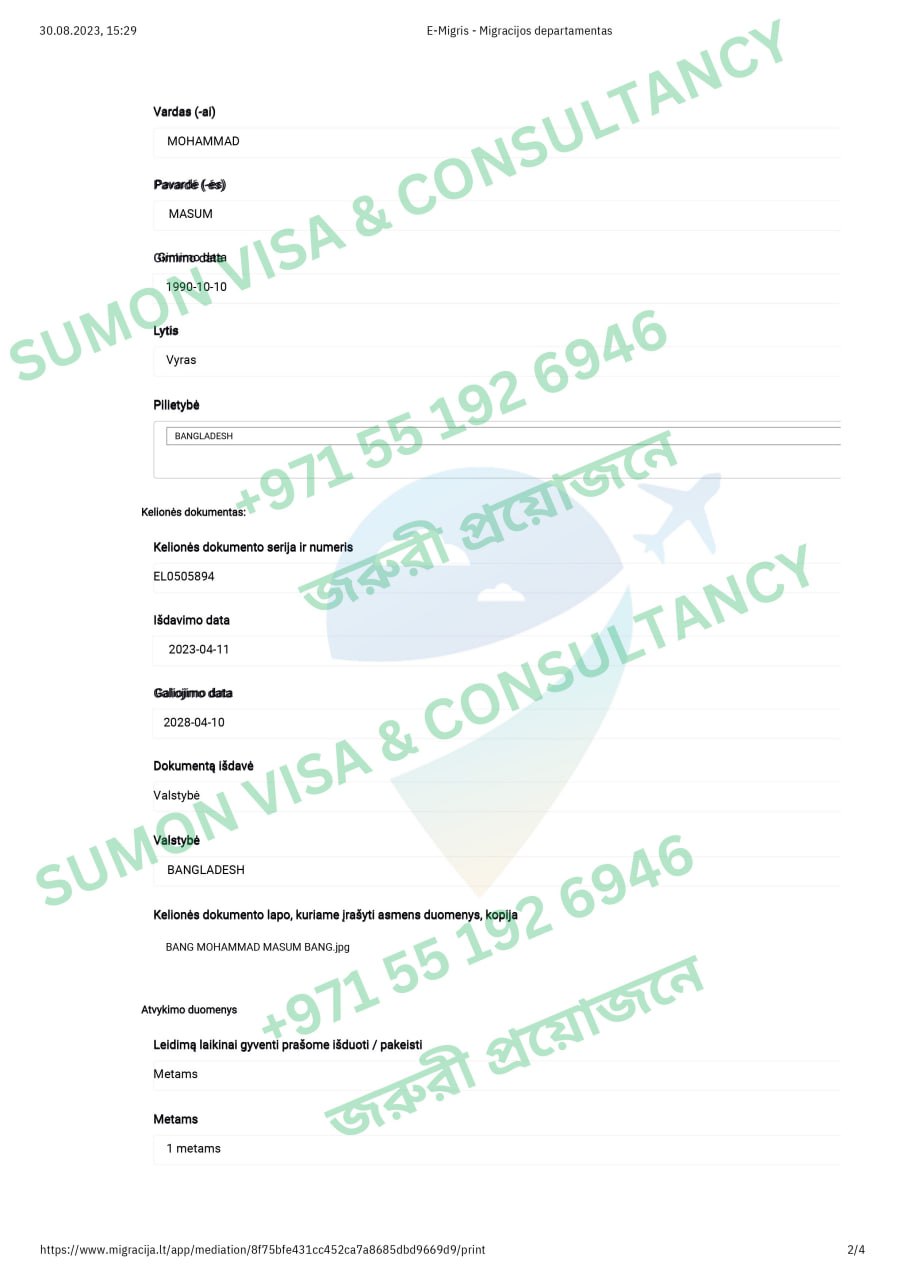 30.08.2023, 15:29
E-Migris - Migracijos departamentas
Vardas (-ai)
MOHAMMAD
Pavardė (-ės)
MASUM
Gimimo data
1990-10-10
Lytis
Vyras
Pilietybė
BANGLADESH
Kelionės dokumentas:
Kelionės dokumento serija ir numeris
EL0505894
Išdavimo data
2023-04-11
Galiojimo data
2028-04-10
Dokumentą išdavė
Valstybė
Valstybė
BANGLADESH
Kelionės dokumento lapo, kuriame įrašyti asmens duomenys, kopija
BANG MOHAMMAD MASUM BANG.jpg
Atvykimo duomenys
Leidimą laikinai gyventi prašome išduoti / pakeisti
Metams
Metams
1 metams
SUMON VISA & CONSULTANCY
+971 55 192 6946
জরুরী প্রয়োজনে
SUMON VISA & CONSULTANCY
+971 55 192 6946
জরুরী প্রয়োজনে
https://www.migracija.lt/app/mediation/8f75bfe431cc452ca7a8685dbd9669d9/print
2/4